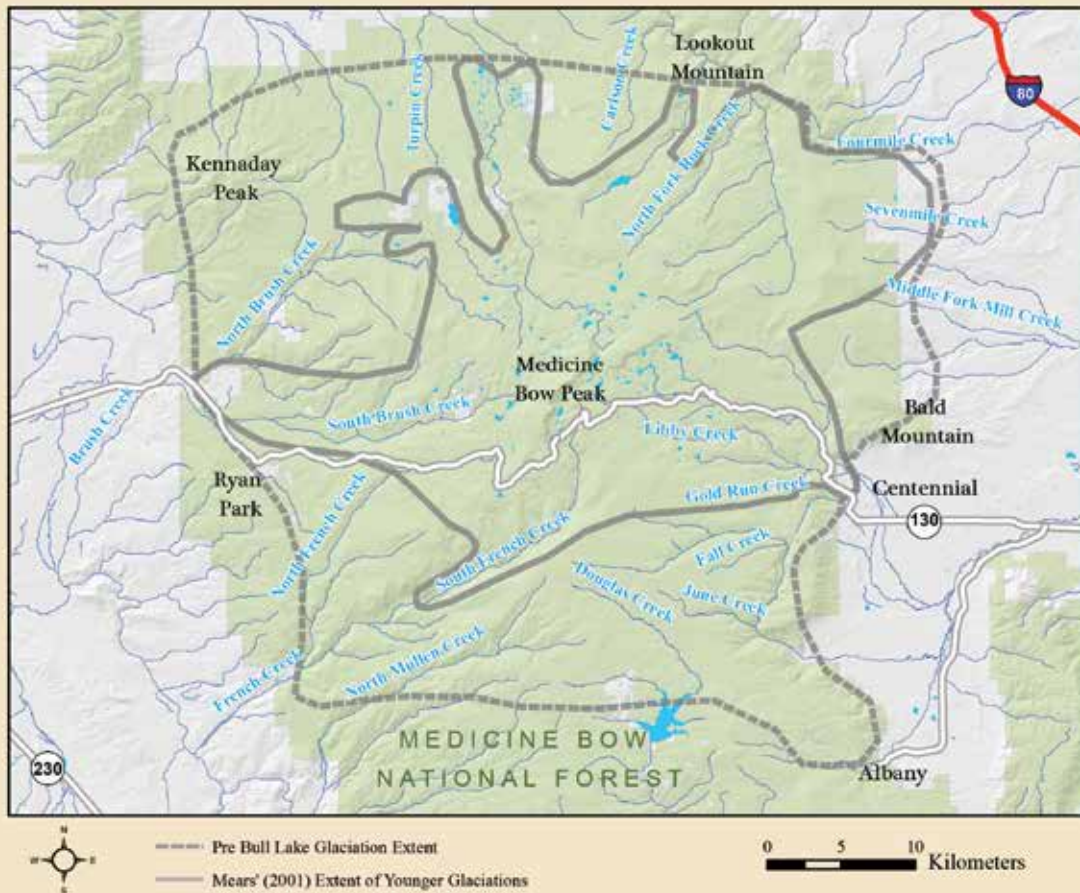 Lookout
Mountain
80
Turpin Creek
Carlson Creek
Fourmile Creek
Kennaday
Peak
North Fork Rock Creek
Sevenmile Creek
North Brush Creek
Middle Fork Mill Creek
Medicine
Bow Peak
South Brush Creek
Brush Creek
Libby Creek
Bald
Mountain
Ryan
Park
Gold Run Creek
Centennial
130
North French Creek
South French Creek
Fall Creek
Douglas Creek
June Creek
French Creek
North Mullen Creek
MEDICINE BOW
NATIONAL FOREST
230
Albany
N
W E
S
Pre Bull Lake Glaciation Extent
Mears' (2001) Extent of Younger Glaciations
0 5 10
Kilometers